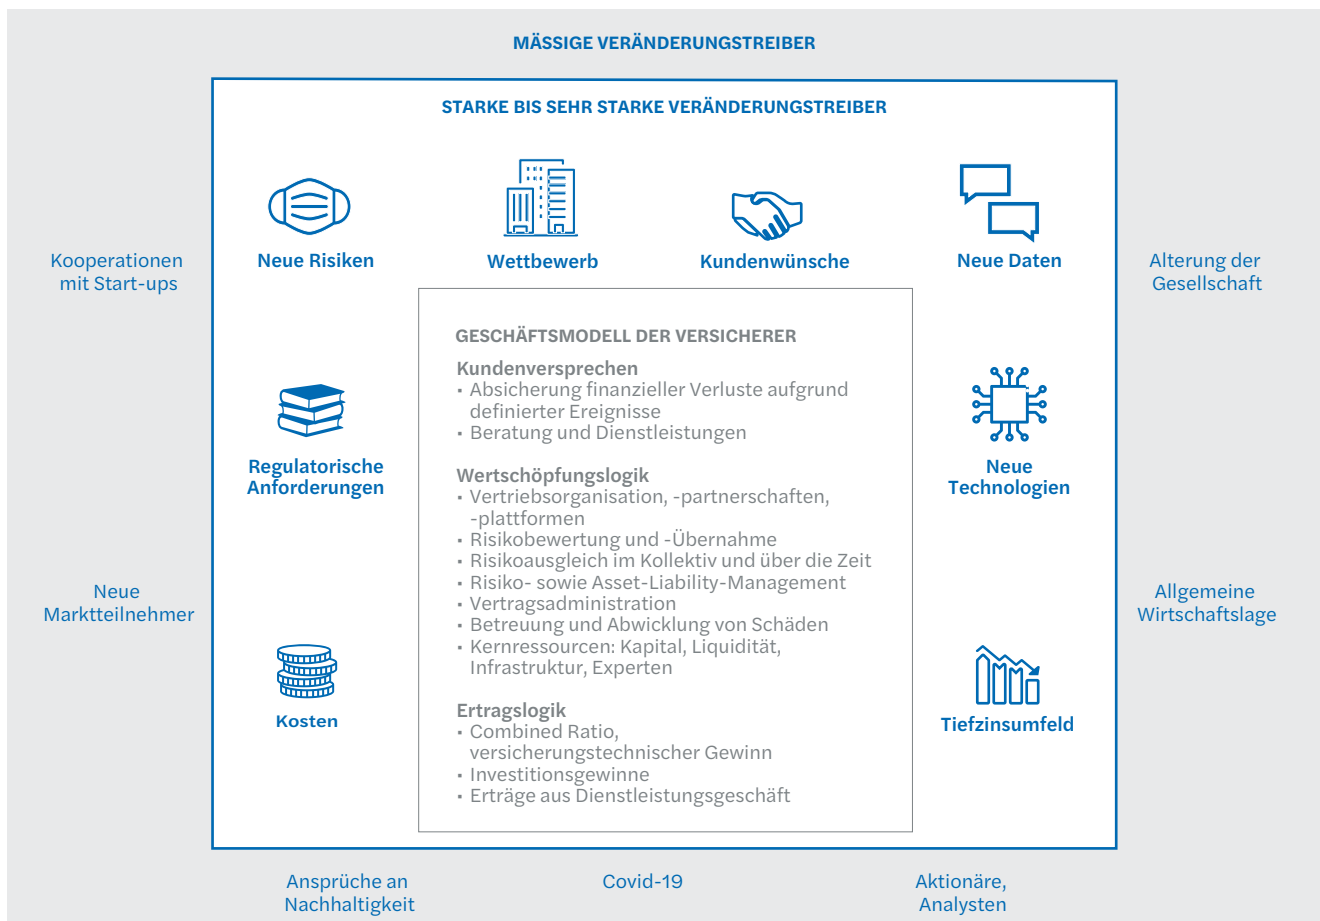 MÄSSIGE VERÄNDERUNGSTREIBER
STARKE BIS SEHR STARKE VERÄNDERUNGSTREIBER
Neue Risiken
Wettbewerb
Kundenwünsche
Neue Daten
Kooperationen
mit Start-ups
Alterung der
Gesellschaft
GESCHÄFTSMODELL DER VERSICHERER
Kundenversprechen
▪ Absicherung finanzieller Verluste aufgrund
definierter Ereignisse
▪ Beratung und Dienstleistungen
Wertschöpfungslogik
▪ Vertriebsorganisation, -partnerschaften,
-plattformen
▪ Risikobewertung und -Übernahme
▪ Risikoausgleich im Kollektiv und über die Zeit
▪ Risiko- sowie Asset-Liability-Management
▪ Vertragsadministration
▪ Betreuung und Abwicklung von Schäden
▪ Kernressourcen: Kapital, Liquidität,
Infrastruktur, Experten
Ertragslogik
▪ Combined Ratio,
versicherungstechnischer Gewinn
▪ Investitionsgewinne
▪ Erträge aus Dienstleistungsgeschäft
Regulatorische
Anforderungen
Neue
Technologien
Neue
Marktteilnehmer
Allgemeine
Wirtschaftslage
Kosten
Tiefzinsumfeld
Ansprüche an
Nachhaltigkeit
Covid-19
Aktionäre,
Analysten